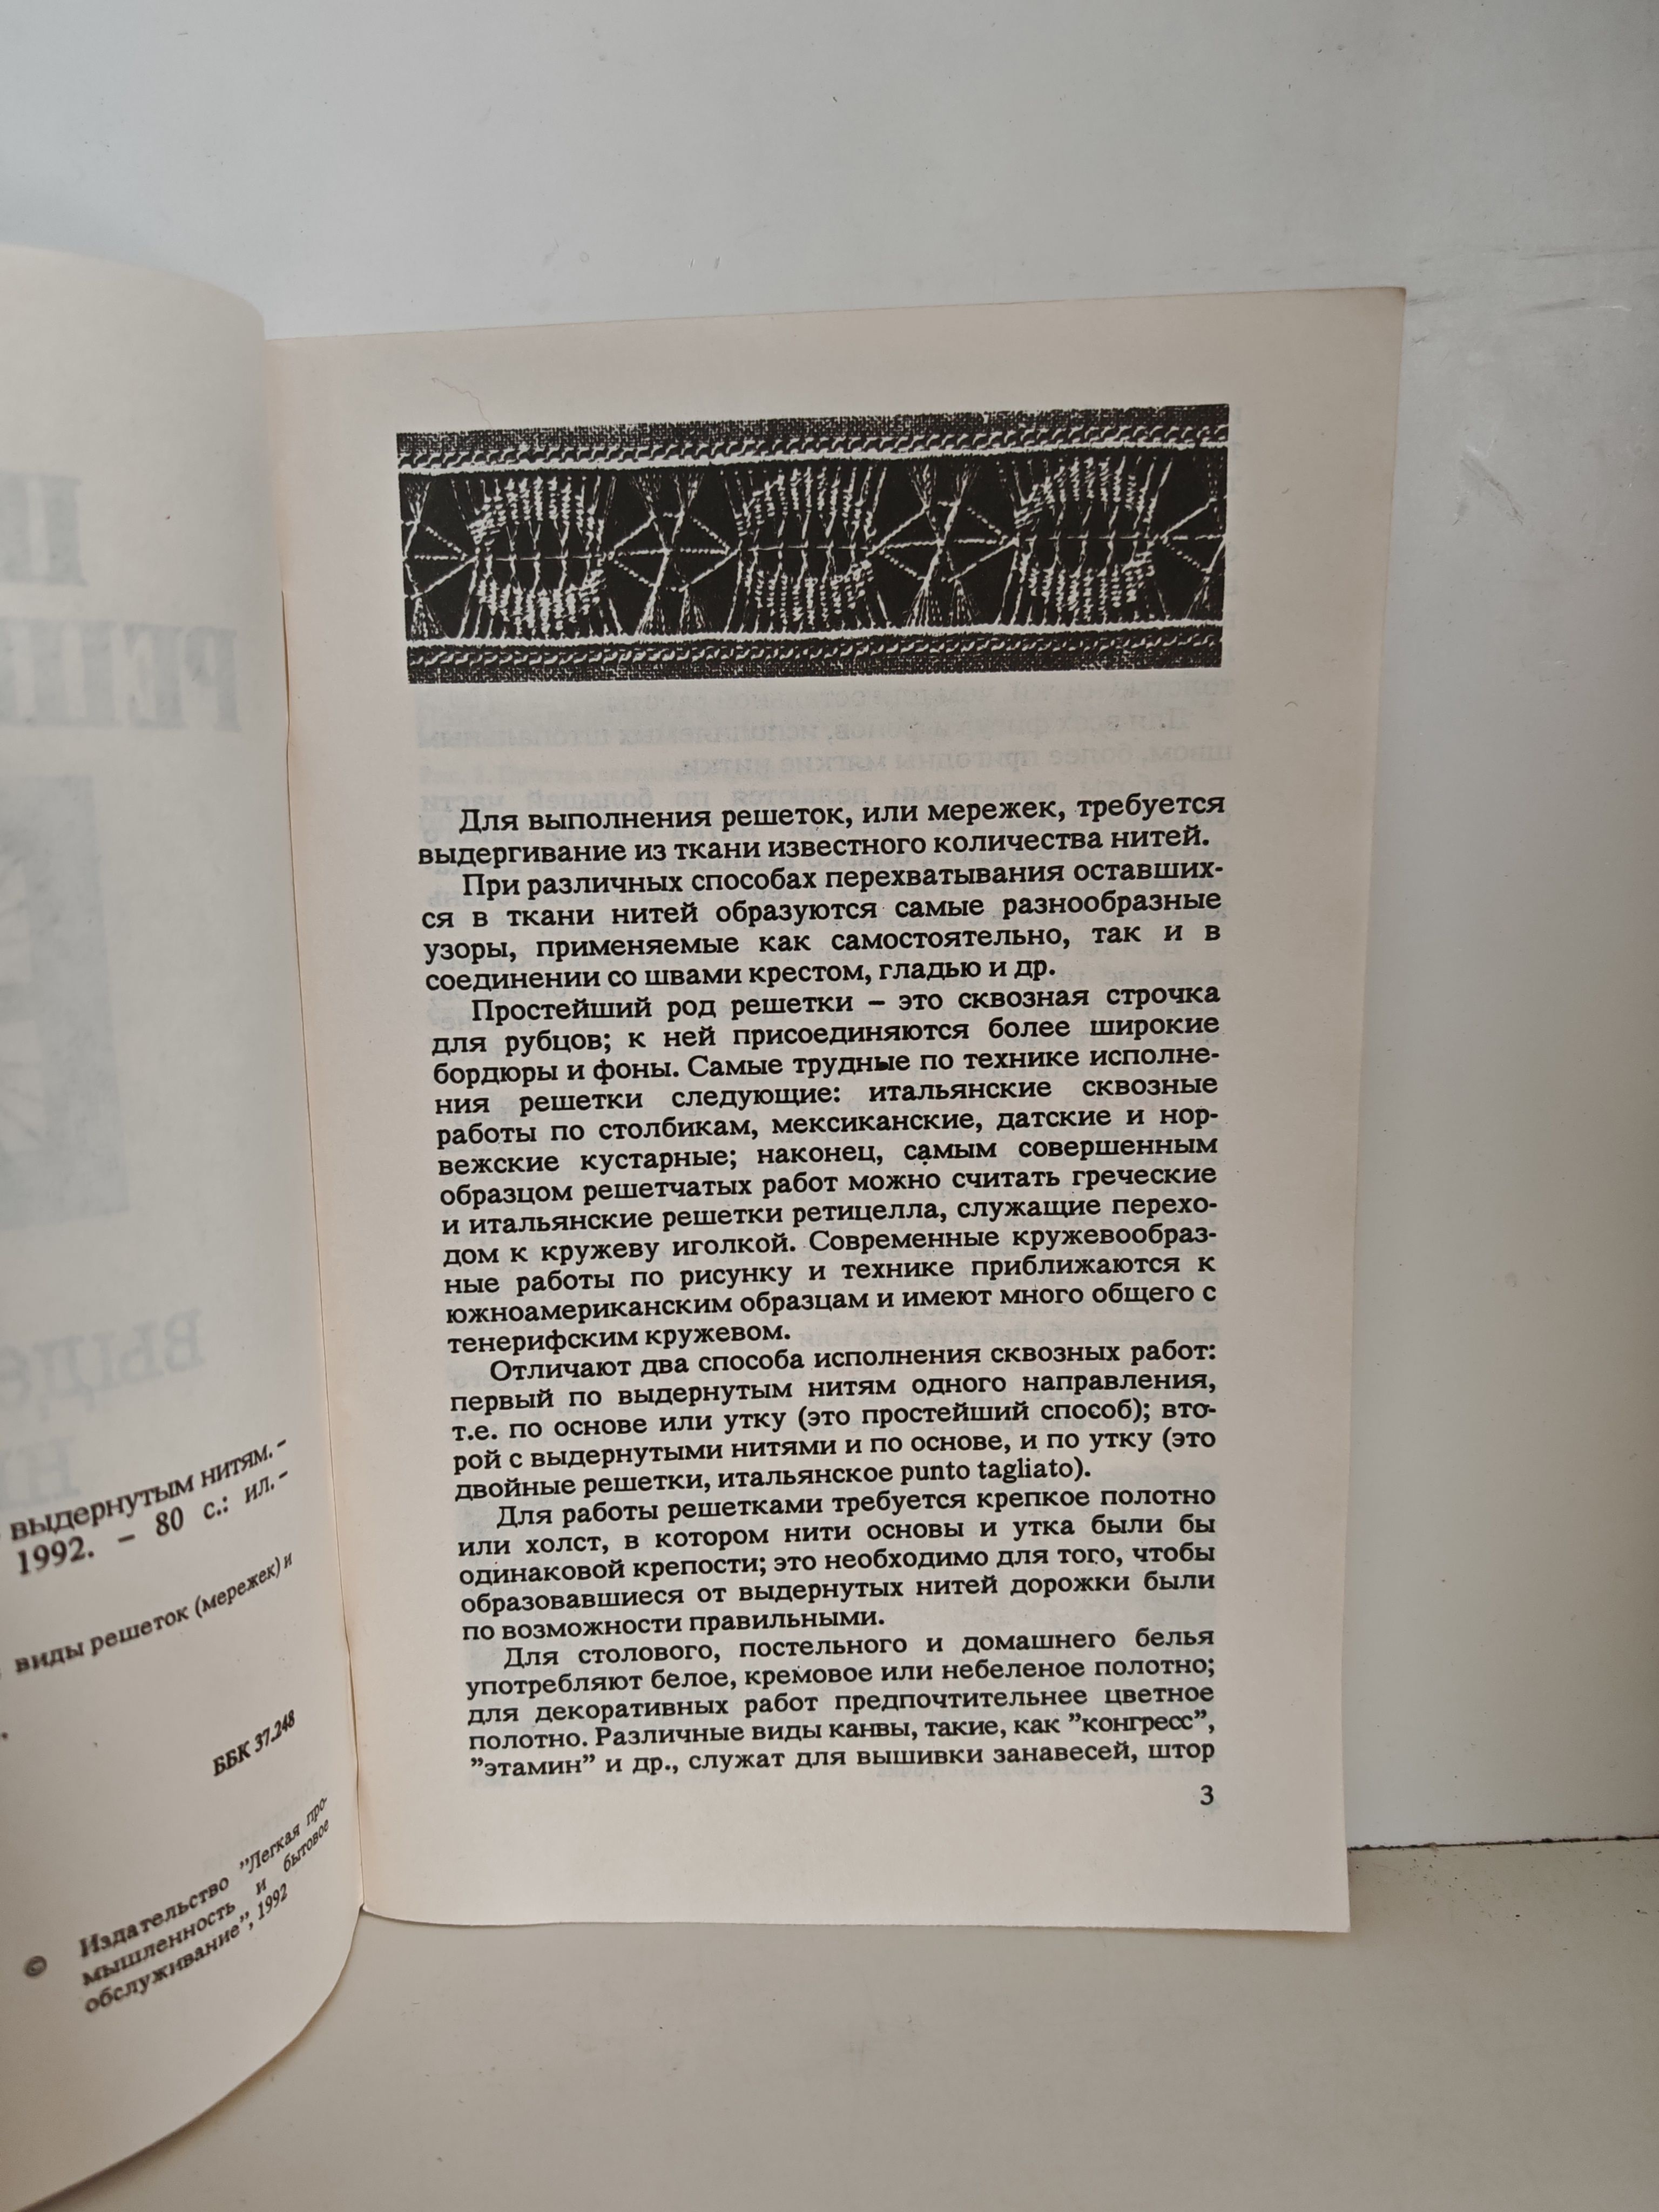 выдернутым нитям. –
1992. – 80 с.: ил. –
виды решеток (мережек) и
ББК 37.248
© Издательство ”Легкая про-
мышленность и бытовое
обслуживание”, 1992
Для выполнения решеток, или мережек, требуется
выдергивание из ткани известного количества нитей.
При различных способах перехватывания оставших-
ся в ткани нитей образуются самые разнообразные
узоры, применяемые как самостоятельно, так и в
соединении со швами крестом, гладью и др.
Простейший род решетки – это сквозная строчка
для рубцов; к ней присоединяются более широкие
бордюры и фоны. Самые трудные по технике исполне-
ния решетки следующие: итальянские сквозные
работы по столбикам, мексиканские, датские и нор-
вежские кустарные; наконец, самым совершенным
образцом решетчатых работ можно считать греческие
и итальянские решетки ретицелла, служащие перехо-
дом к кружеву иголкой. Современные кружевообраз-
ные работы по рисунку и технике приближаются к
южноамериканским образцам и имеют много общего с
тенерифским кружевом.
Отличают два способа исполнения сквозных работ:
первый по выдернутым нитям одного направления,
т.е. по основе или утку (это простейший способ); вто-
рой с выдернутыми нитями и по основе, и по утку (это
двойные решетки, итальянское punto tagliato).
Для работы решетками требуется крепкое полотно
или холст, в котором нити основы и утка были бы
одинаковой крепости; это необходимо для того, чтобы
образовавшиеся от выдернутых нитей дорожки были
по возможности правильными.
Для столового, постельного и домашнего белья
употребляют белое, кремовое или небеленое полотно;
для декоративных работ предпочтительнее цветное
полотно. Различные виды канвы, такие, как ”конгресс”,
”этамин” и др., служат для вышивки занавесей, штор
3